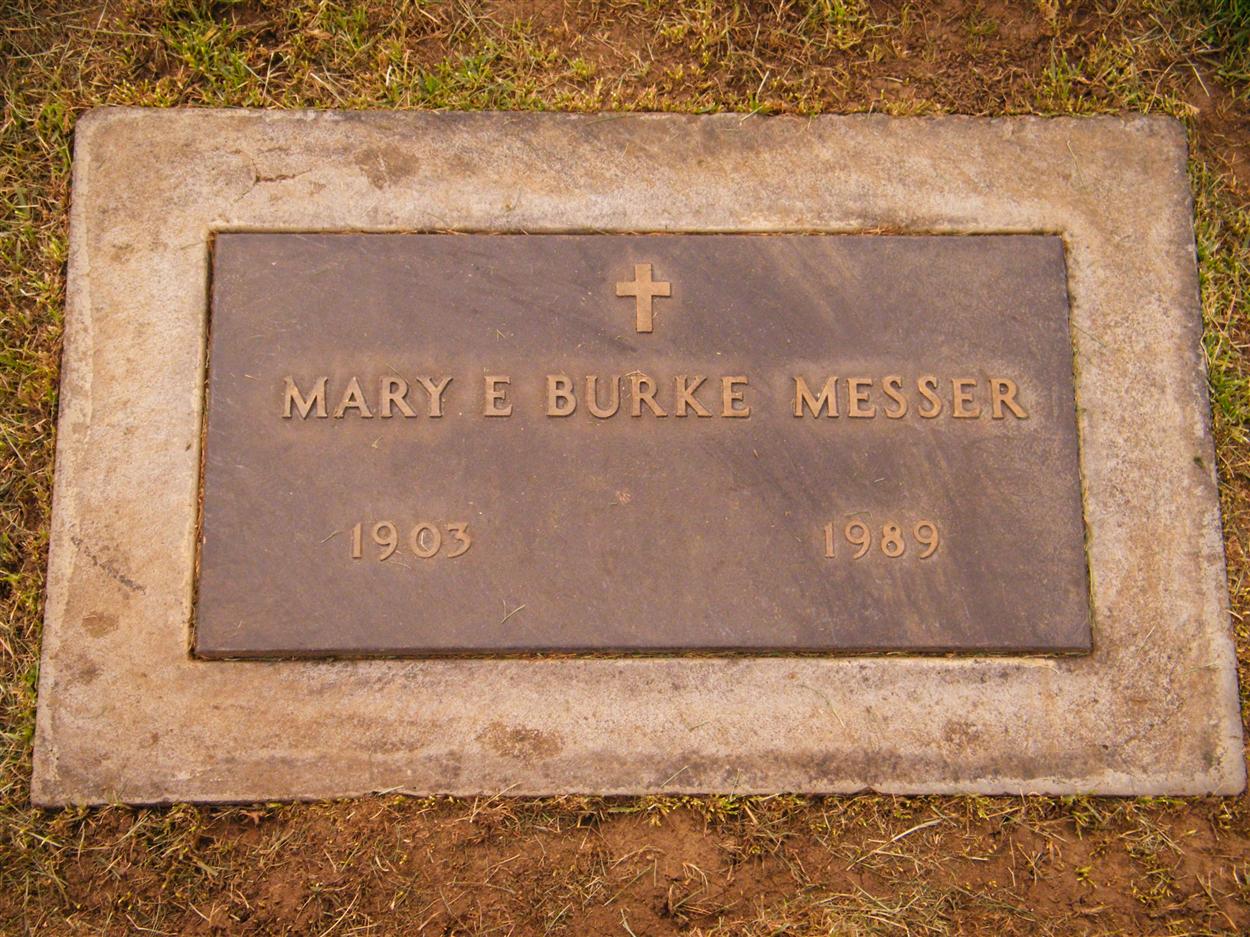 MARY E BURKE MESSER
1903 1989